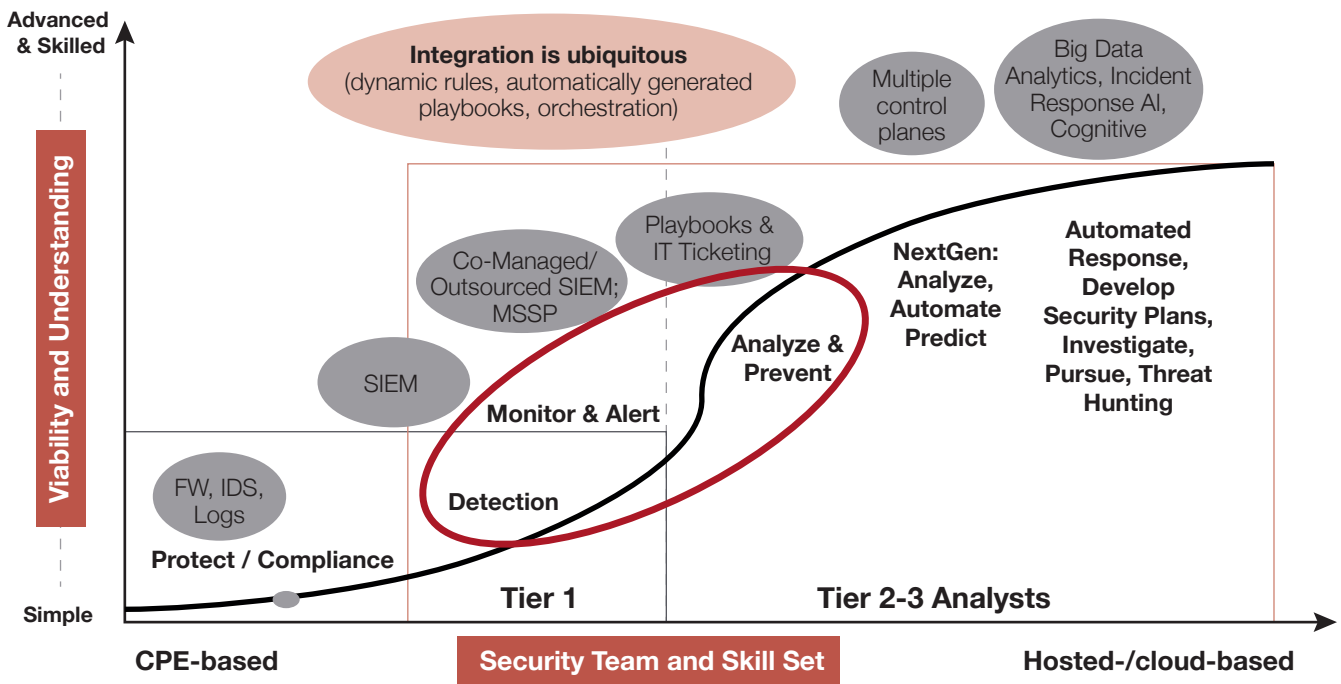 Advanced
& Skilled
Viability and Understanding
Simple
Integration is ubiquitous
(dynamic rules, automatically generated
playbooks, orchestration)
Multiple
control
planes
Big Data
Analytics, Incident
Response AI,
Cognitive
Playbooks &
IT Ticketing
Co-Managed/
Outsourced SIEM;
MSSP
SIEM
FW, IDS,
Logs
Protect / Compliance
Detection
Monitor & Alert
Analyze &
Prevent
NextGen:
Analyze,
Automate
Predict
Automated
Response,
Develop
Security Plans,
Investigate,
Pursue, Threat
Hunting
Tier 1
Tier 2-3 Analysts
CPE-based
Security Team and Skill Set
Hosted-/cloud-based